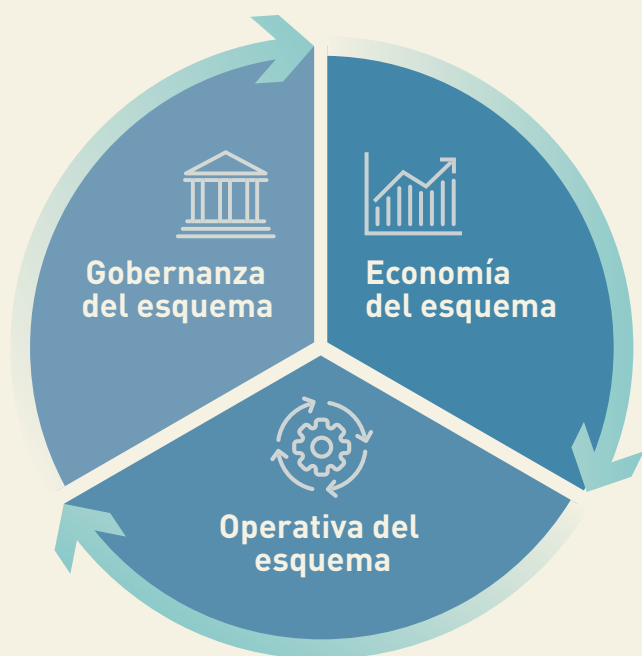 Gobernanza
del esquema
Economía
del esquema
Operativa del
esquema